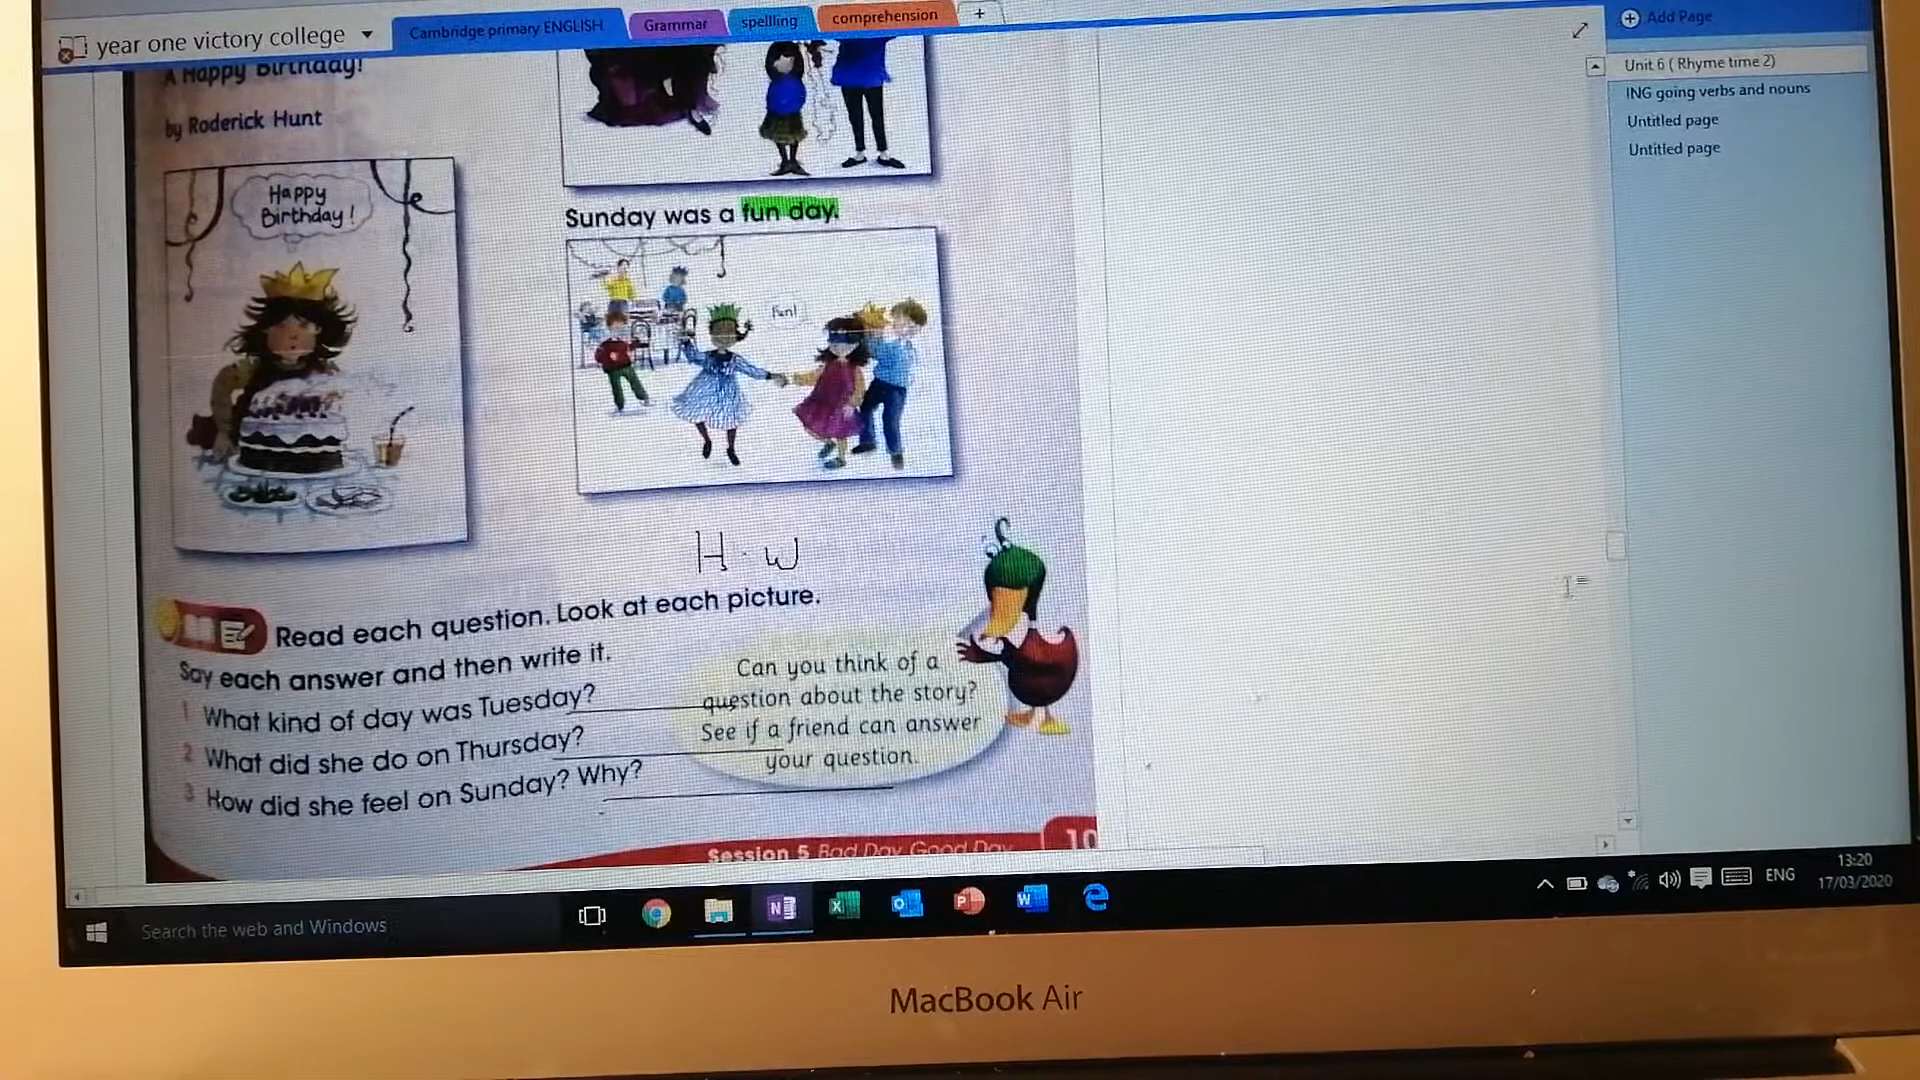 year one victory college
Cambridge primary ENGLISH
Grammar
spellling
comprehension
+
Add Page
Unit 6 ( Rhyme time 2)
ING going verbs and nouns
Untitled page
Untitled page
A Happy Birthday!
by Roderick Hunt
Happy
Birthday!
Sunday was a fun day.
Fun!
H.W
Read each question. Look at each picture.
Say each answer and then write it.
1 What kind of day was Tuesday?
2 What did she do on Thursday?
3 How did she feel on Sunday? Why?
Can you think of a
question about the story?
See if a friend can answer
your question.
Session 5 Bad Day, Good Day
10
Search the web and Windows
ENG
13:20
17/03/2020
MacBook Air